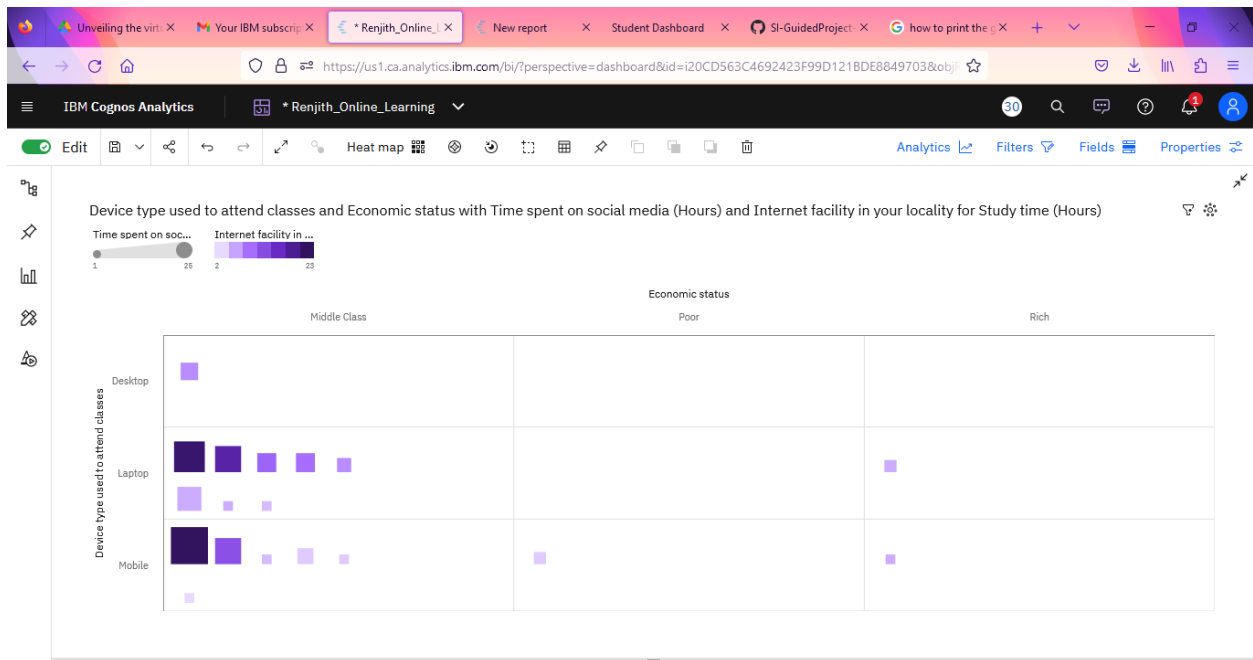 Unveiling the virtu
Your IBM subscrip
* Renjith_Online_L
New report
Student Dashboard
SI-GuidedProject-
how to print the g
https://us1.ca.analytics.ibm.com/bi/?perspective=dashboard&id=i20CD563C4692423F99D121BDE8849703&obj
IBM Cognos Analytics
* Renjith_Online_Learning
30
1
Edit
Heat map
Analytics
Filters
Fields
Properties
Device type used to attend classes and Economic status with Time spent on social media (Hours) and Internet facility in your locality for Study time (Hours)
Time spent on soc...
Internet facility in ...
1
25
2
23
Economic status
Middle Class
Poor
Rich
Device type used to attend classes
Desktop
Laptop
Mobile